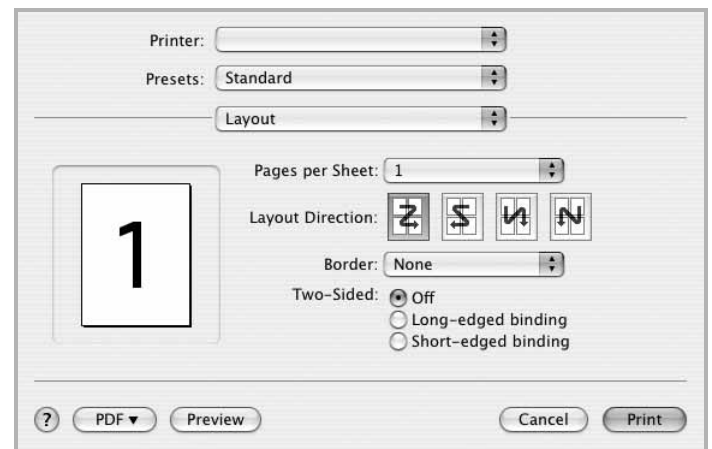 Printer:
Presets: Standard
Layout
Pages per Sheet: 1
Layout Direction:
1
Border: None
Two-Sided: Off
Long-edged binding
Short-edged binding
? PDF▼ Preview Cancel Print